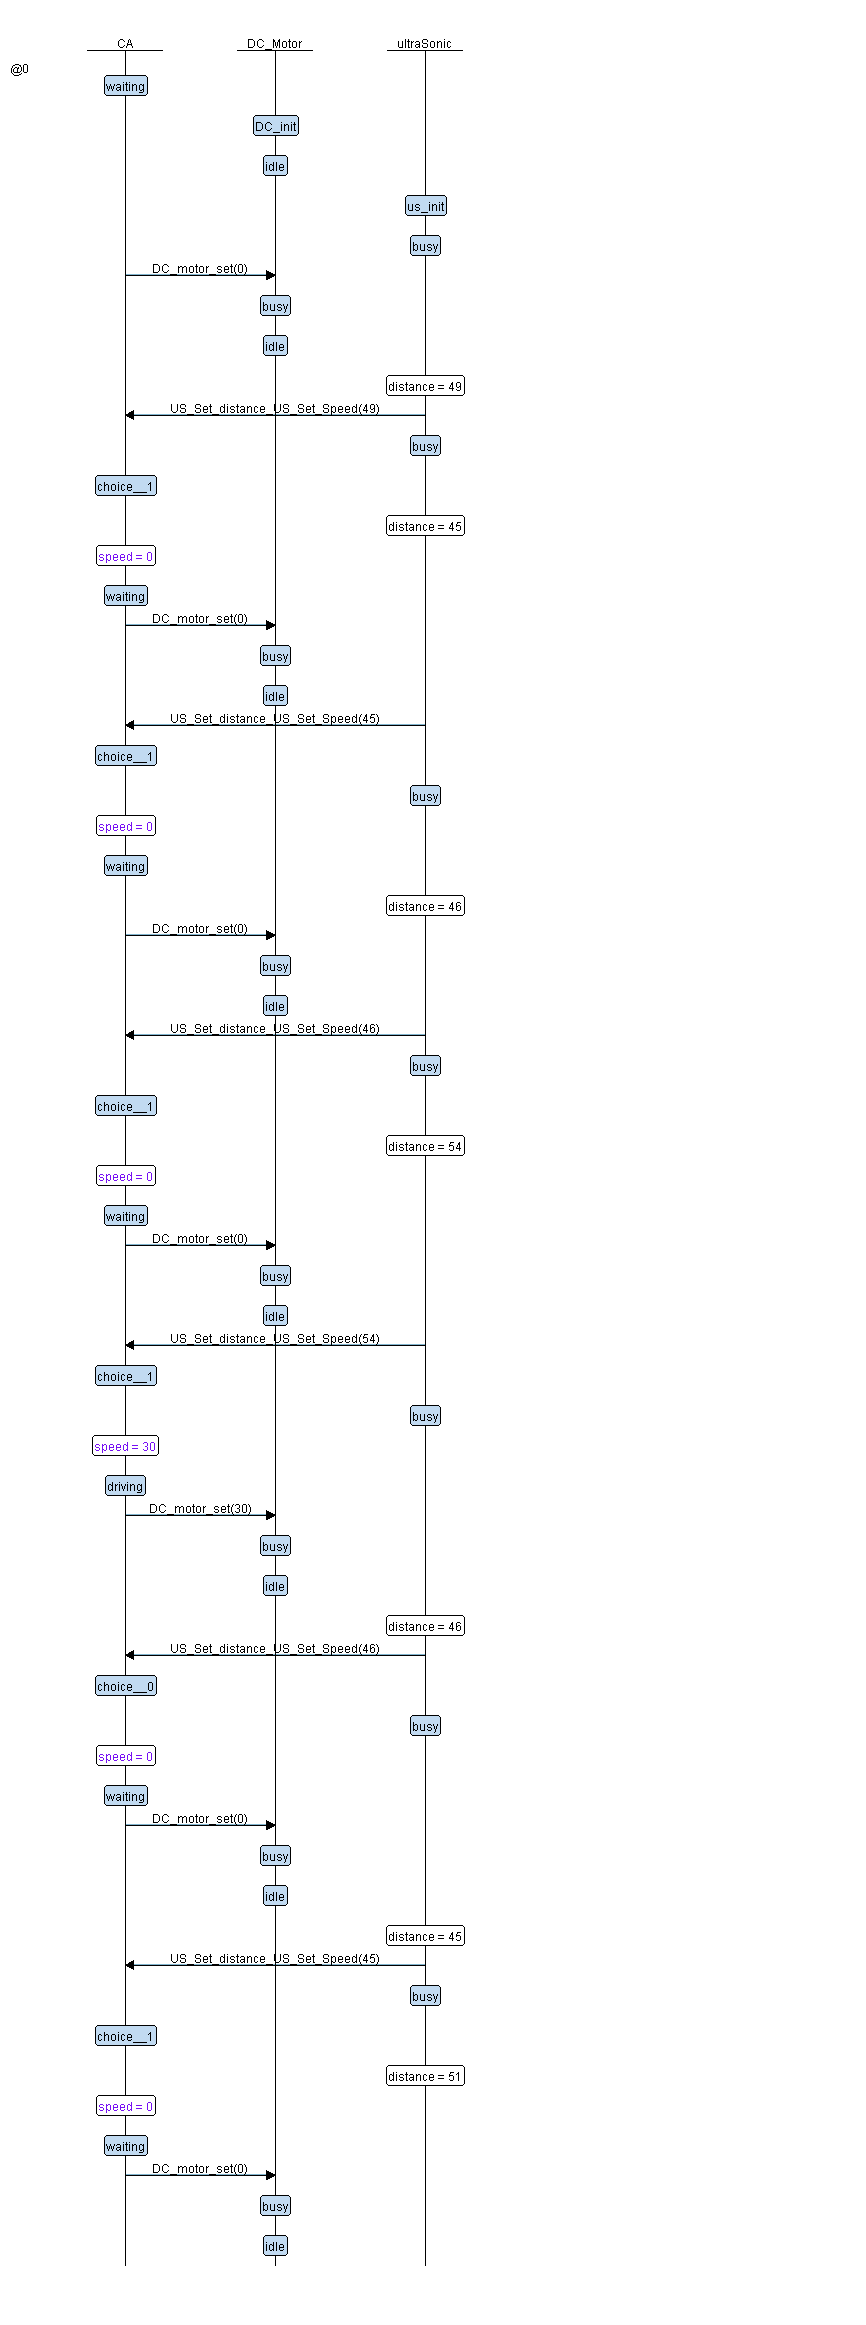 CA DC_Motor ultraSonic
@0
waiting
DC_init
idle
us_init
busy
DC_motor_set(0)
busy
idle
distance = 49
US_Set_distance_US_Set_Speed(49)
busy
choice__1
distance = 45
speed = 0
waiting
DC_motor_set(0)
busy
idle
US_Set_distance_US_Set_Speed(45)
choice__1
busy
speed = 0
waiting
distance = 46
DC_motor_set(0)
busy
idle
US_Set_distance_US_Set_Speed(46)
busy
choice__1
distance = 54
speed = 0
waiting
DC_motor_set(0)
busy
idle
US_Set_distance_US_Set_Speed(54)
choice__1
busy
speed = 30
driving
DC_motor_set(30)
busy
idle
distance = 46
US_Set_distance_US_Set_Speed(46)
choice__0
busy
speed = 0
waiting
DC_motor_set(0)
busy
idle
distance = 45
US_Set_distance_US_Set_Speed(45)
busy
choice__1
distance = 51
speed = 0
waiting
DC_motor_set(0)
busy
idle